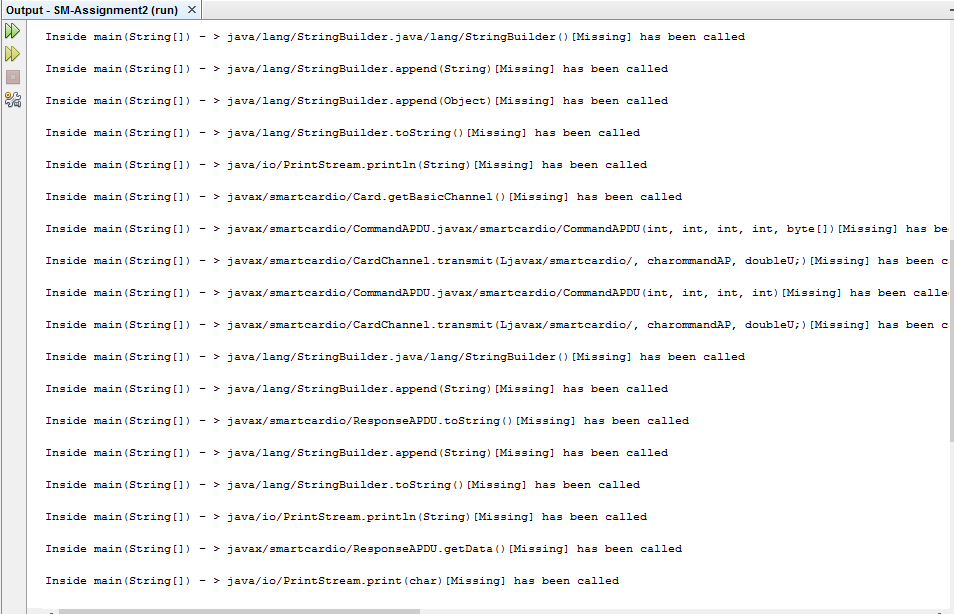 Output - SM-Assignment2 (run)
Inside main(String[]) - > java/lang/StringBuilder.java/lang/StringBuilder()[Missing] has been called
Inside main(String[]) - > java/lang/StringBuilder.append(String)[Missing] has been called
Inside main(String[]) - > java/lang/StringBuilder.append(Object)[Missing] has been called
Inside main(String[]) - > java/lang/StringBuilder.toString()[Missing] has been called
Inside main(String[]) - > java/io/PrintStream.println(String)[Missing] has been called
Inside main(String[]) - > javax/smartcardio/Card.getBasicChannel()[Missing] has been called
Inside main(String[]) - > javax/smartcardio/CommandAPDU.javax/smartcardio/CommandAPDU(int, int, int, int, byte[])[Missing] has be
Inside main(String[]) - > javax/smartcardio/CardChannel.transmit(Ljavax/smartcardio/, charommandAP, doubleU;)[Missing] has been c
Inside main(String[]) - > javax/smartcardio/CommandAPDU.javax/smartcardio/CommandAPDU(int, int, int, int)[Missing] has been calle
Inside main(String[]) - > javax/smartcardio/CardChannel.transmit(Ljavax/smartcardio/, charommandAP, doubleU;)[Missing] has been c
Inside main(String[]) - > java/lang/StringBuilder.java/lang/StringBuilder()[Missing] has been called
Inside main(String[]) - > java/lang/StringBuilder.append(String)[Missing] has been called
Inside main(String[]) - > javax/smartcardio/ResponseAPDU.toString()[Missing] has been called
Inside main(String[]) - > java/lang/StringBuilder.append(String)[Missing] has been called
Inside main(String[]) - > java/lang/StringBuilder.toString()[Missing] has been called
Inside main(String[]) - > java/io/PrintStream.println(String)[Missing] has been called
Inside main(String[]) - > javax/smartcardio/ResponseAPDU.getData()[Missing] has been called
Inside main(String[]) - > java/io/PrintStream.print(char)[Missing] has been called